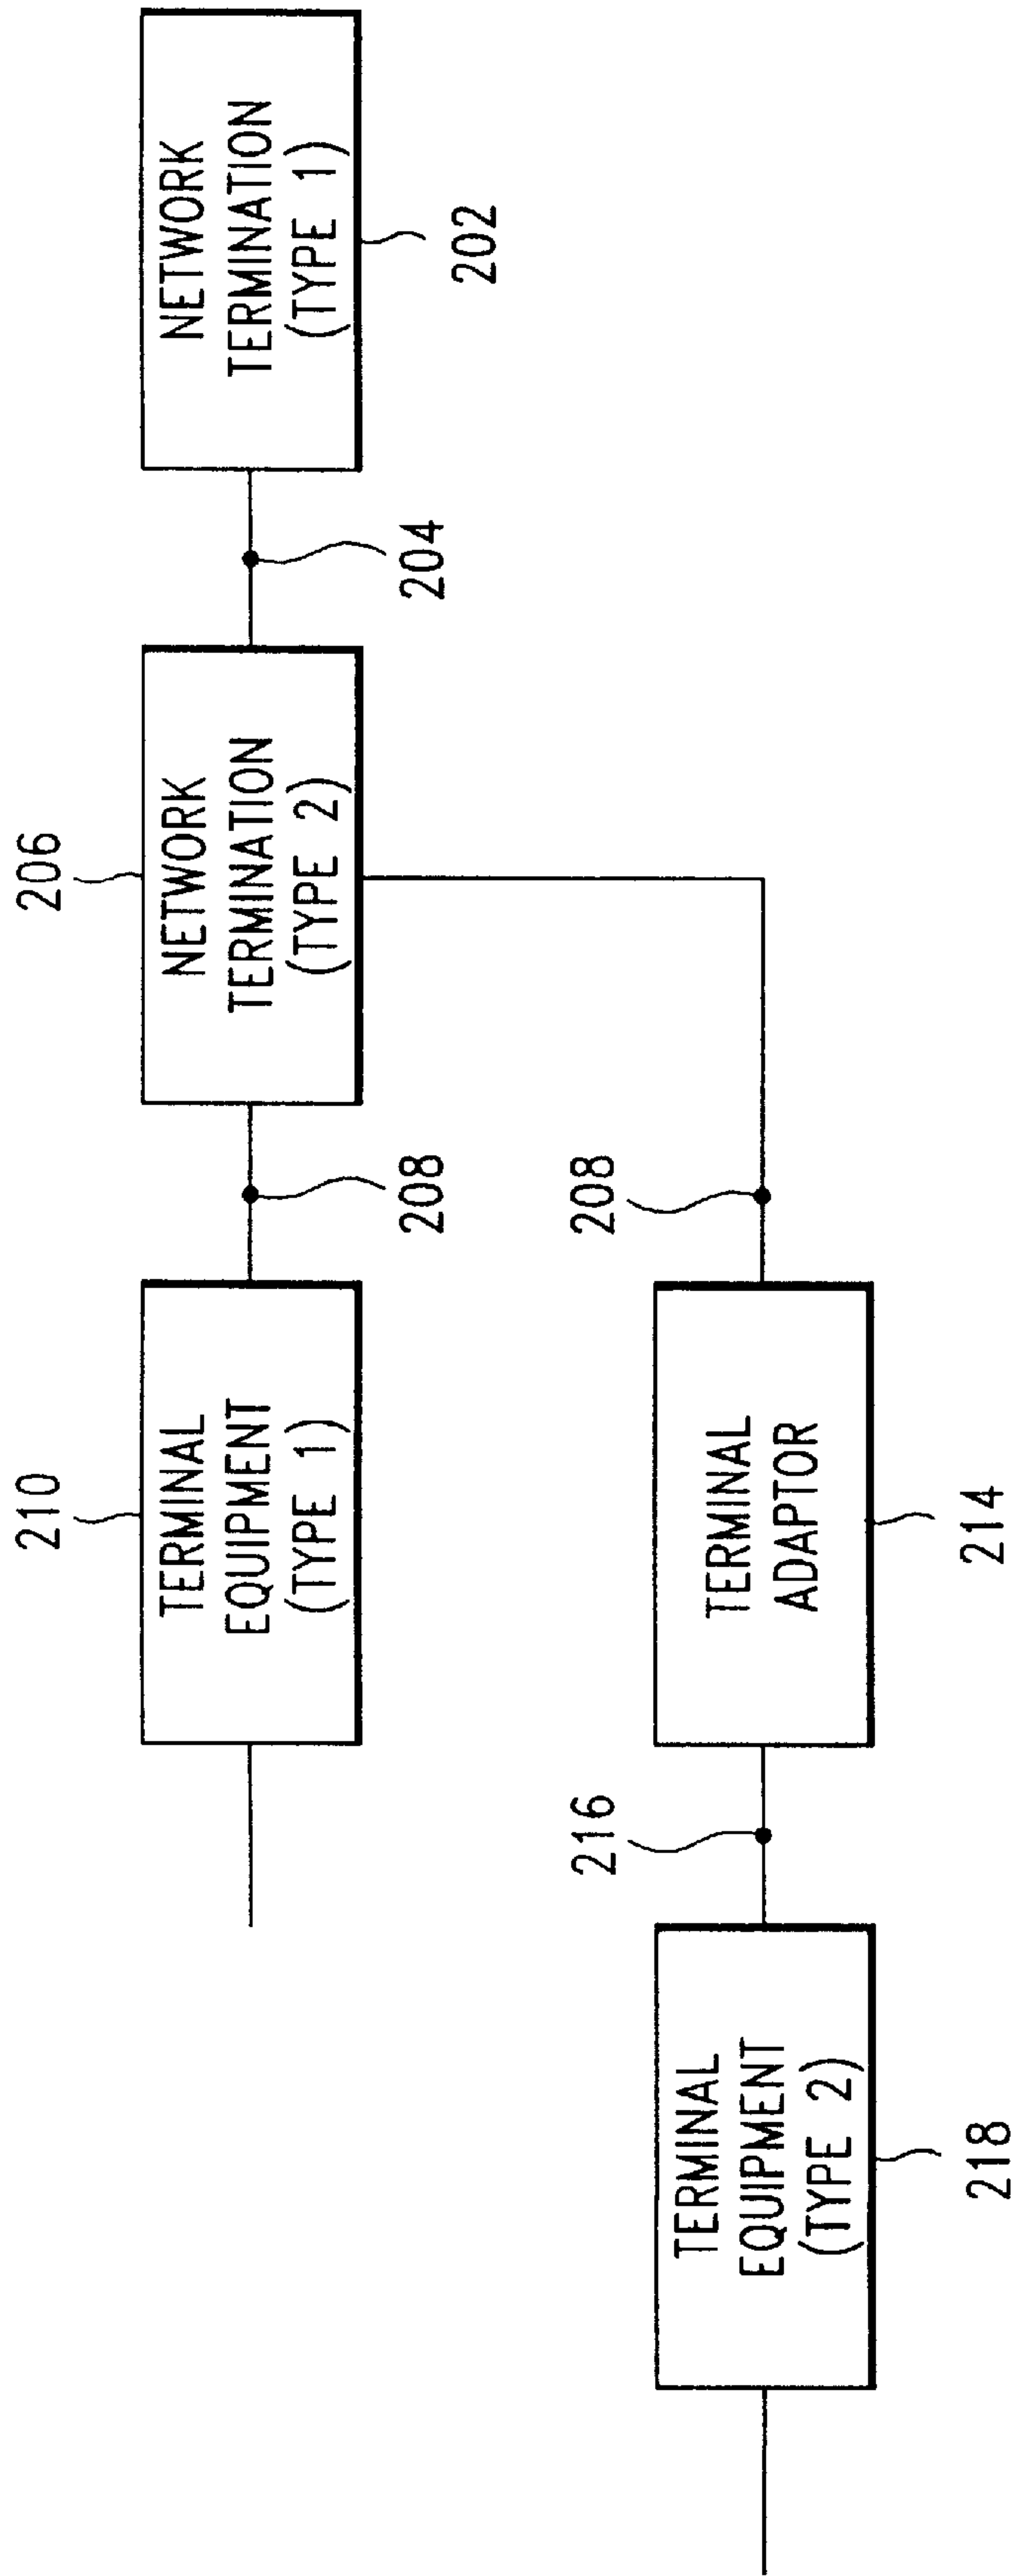 206
NETWORK
TERMINATION
(TYPE 1)
202
204
NETWORK
TERMINATION
(TYPE 2)
210
208
208
TERMINAL
EQUIPMENT
(TYPE 1)
TERMINAL
ADAPTOR
214
216
TERMINAL
EQUIPMENT
(TYPE 2)
218